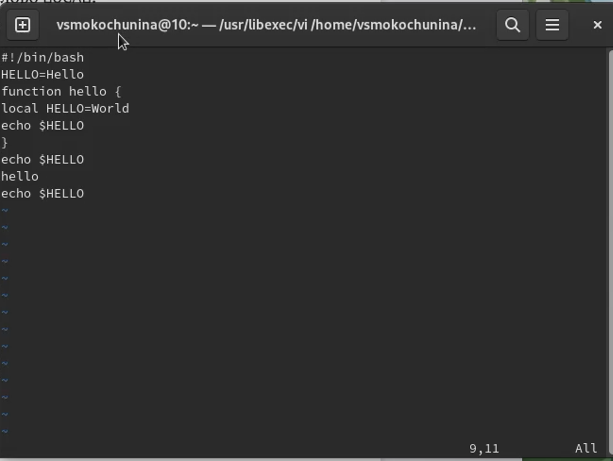 vsmokochunina@10:~ — /usr/libexec/vi /home/vsmokochunina/...
#!/bin/bash
HELLO=Hello
function hello {
local HELLO=World
echo $HELLO
}
echo $HELLO
hello
echo $HELLO
~
~
~
~
~
~
~
~
~
~
~
~
~
~
9,11 All